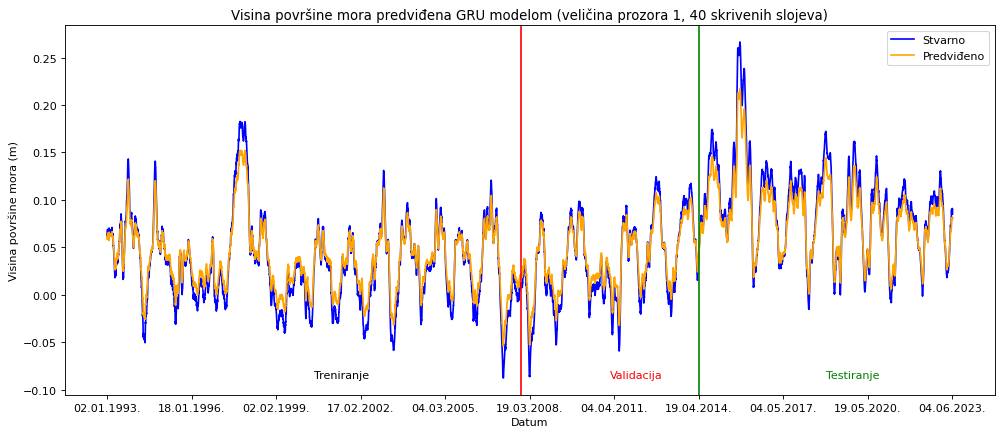 Visina površine mora predviđena GRU modelom (veličina prozora 1, 40 skrivenih slojeva)
Stvarno
Predviđeno
Visina površine mora (m)
0.25
0.20
0.15
0.10
0.05
0.00
−0.05
−0.10
Treniranje
Validacija
Testiranje
02.01.1993.
18.01.1996.
02.02.1999.
17.02.2002.
04.03.2005.
19.03.2008.
04.04.2011.
19.04.2014.
04.05.2017.
19.05.2020.
04.06.2023.
Datum